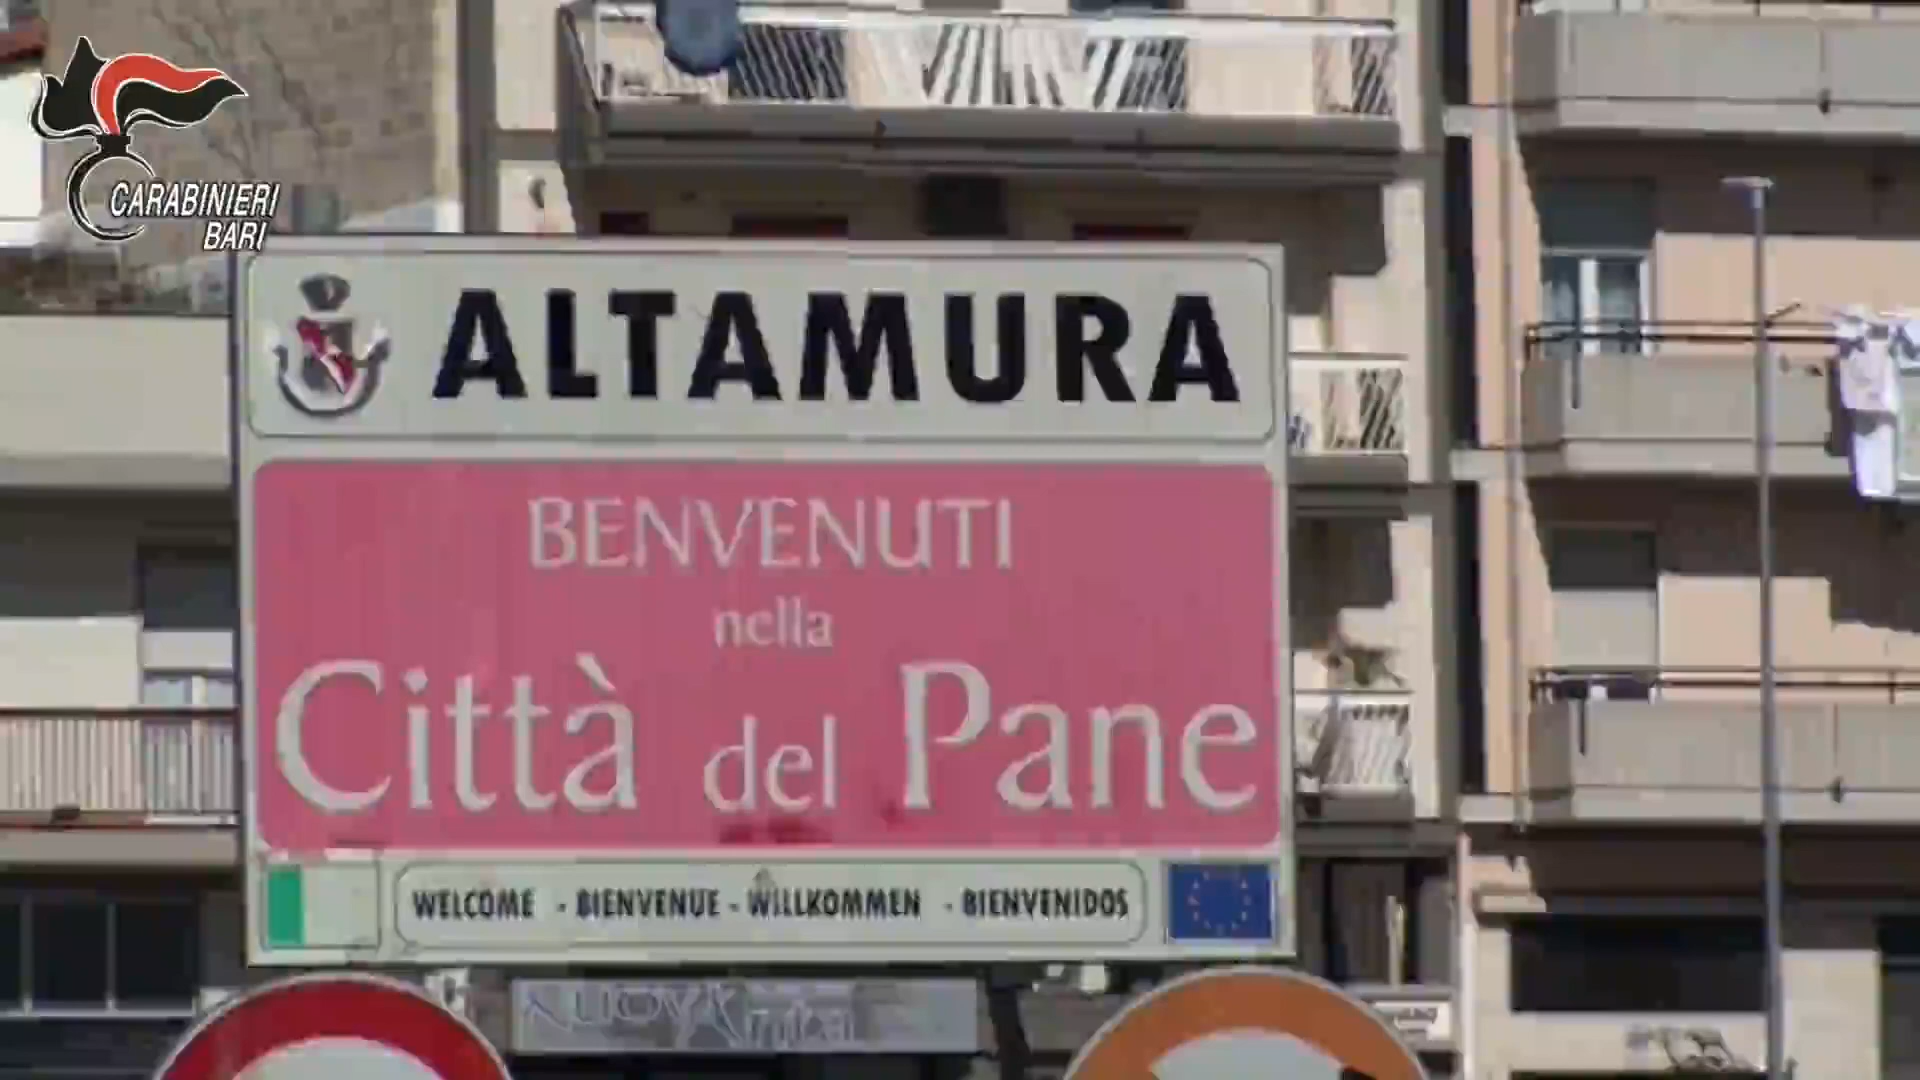 CARABINIERI
BARI
ALTAMURA
BENVENUTI
nella
Città del Pane
WELCOME - BIENVENUE - WILLKOMMEN - BIENVENIDOS